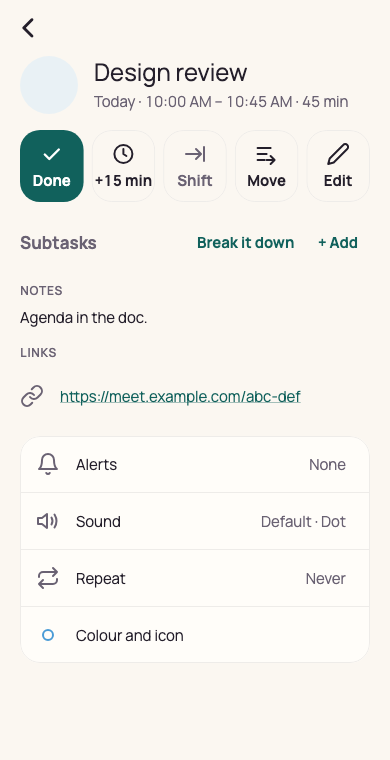 Design review
Today · 10:00 AM – 10:45 AM · 45 min
Done
+15 min
Shift
Move
Edit
Subtasks
Break it down
+ Add
NOTES
Agenda in the doc.
LINKS
https://meet.example.com/abc-def
Alerts
None
Sound
Default · Dot
Repeat
Never
Colour and icon